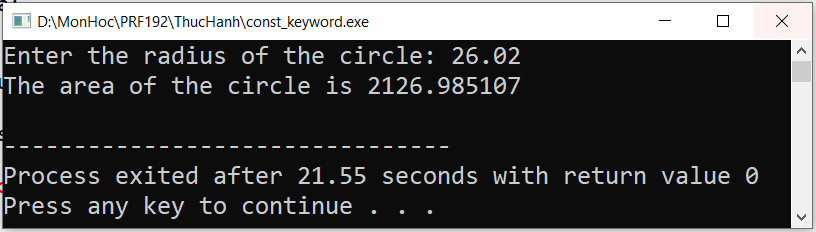 D:\MonHoc\PRF192\ThucHanh\const_keyword.exe
Enter the radius of the circle: 26.02
The area of the circle is 2126.985107
--------------------------------
Process exited after 21.55 seconds with return value 0
Press any key to continue . . .